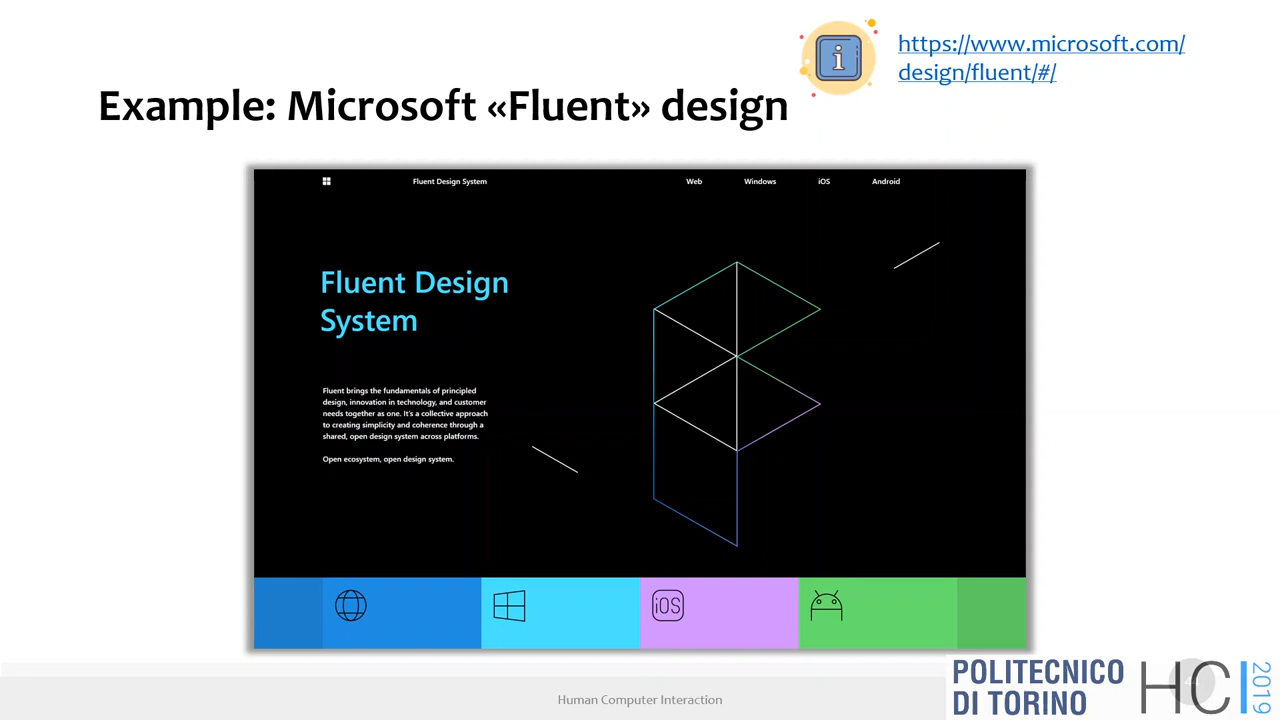 https://www.microsoft.com/
design/fluent/#/
Example: Microsoft «Fluent» design
Fluent Design System
Web
Windows
iOS
Android
Fluent Design
System
Fluent brings the fundamentals of principled
design, innovation in technology, and customer
needs together as one. It's a collective approach
to creating simplicity and coherence through a
shared, open design system across platforms.
Open ecosystem, open design system.
iOS
Human Computer Interaction
POLITECNICO
DI TORINO
HCI
2019